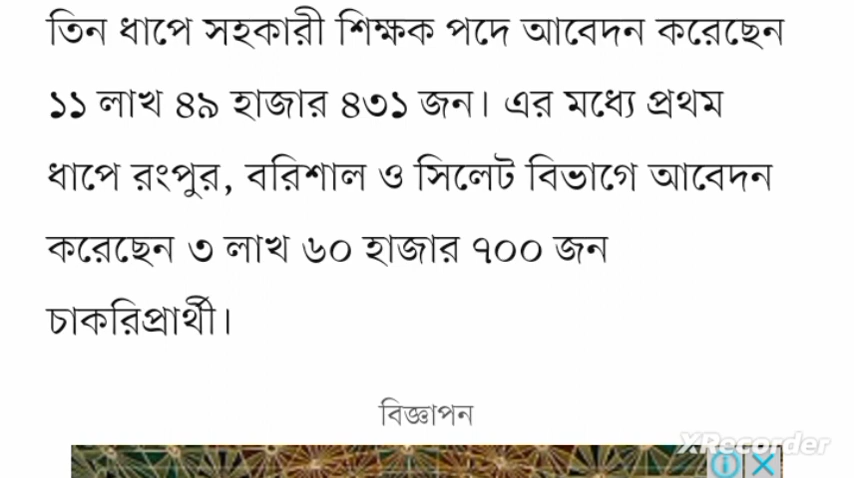 তিন ধাপে সহকারী শিক্ষক পদে আবেদন করেছেন
১১ লাখ ৪৯ হাজার ৪৩১ জন। এর মধ্যে প্রথম
ধাপে রংপুর, বরিশাল ও সিলেট বিভাগে আবেদন
করেছেন ৩ লাখ ৬০ হাজার ৭০০ জন
চাকরিপ্রার্থী।
বিজ্ঞাপন
XRecorder